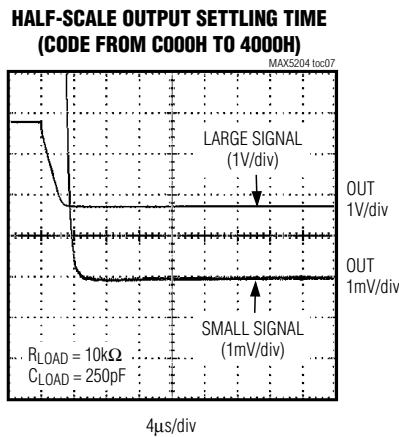 HALF-SCALE OUTPUT SETTLING TIME
(CODE FROM C000H TO 4000H)
MAX5204 toc07
LARGE SIGNAL
(1V/div)
OUT
1V/div
OUT
1mV/div
SMALL SIGNAL
(1mV/div)
RLOAD = 10kΩ
CLOAD = 250pF
4μs/div